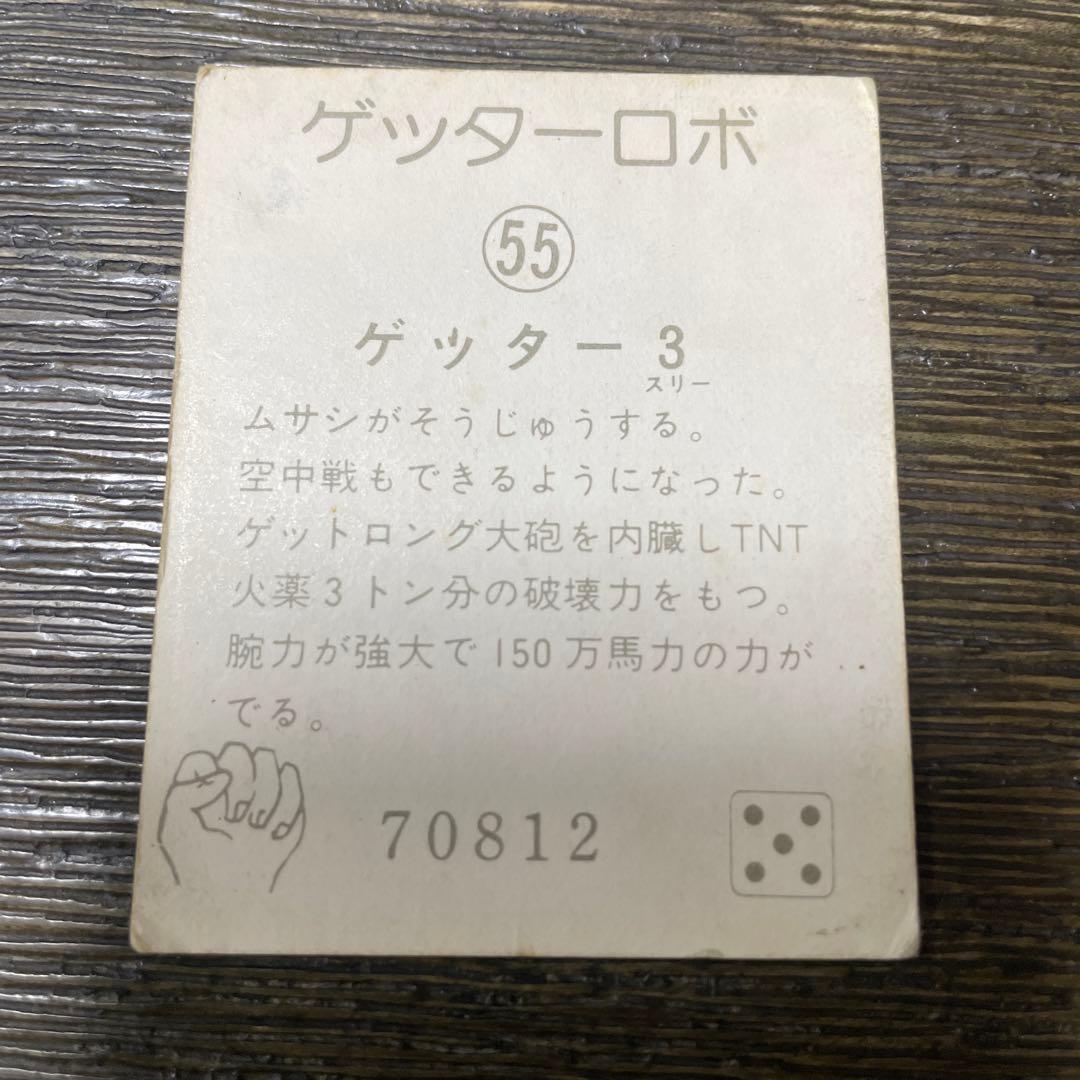 ゲッターロボ
55
ゲッター3
スリー
ムサシがそうじゅうする。
空中戦もできるようになった。
ゲットロング大砲を内臓しTNT
火薬3トン分の破壊力をもつ。
腕力が強大で150万馬力の力が
でる。
70812